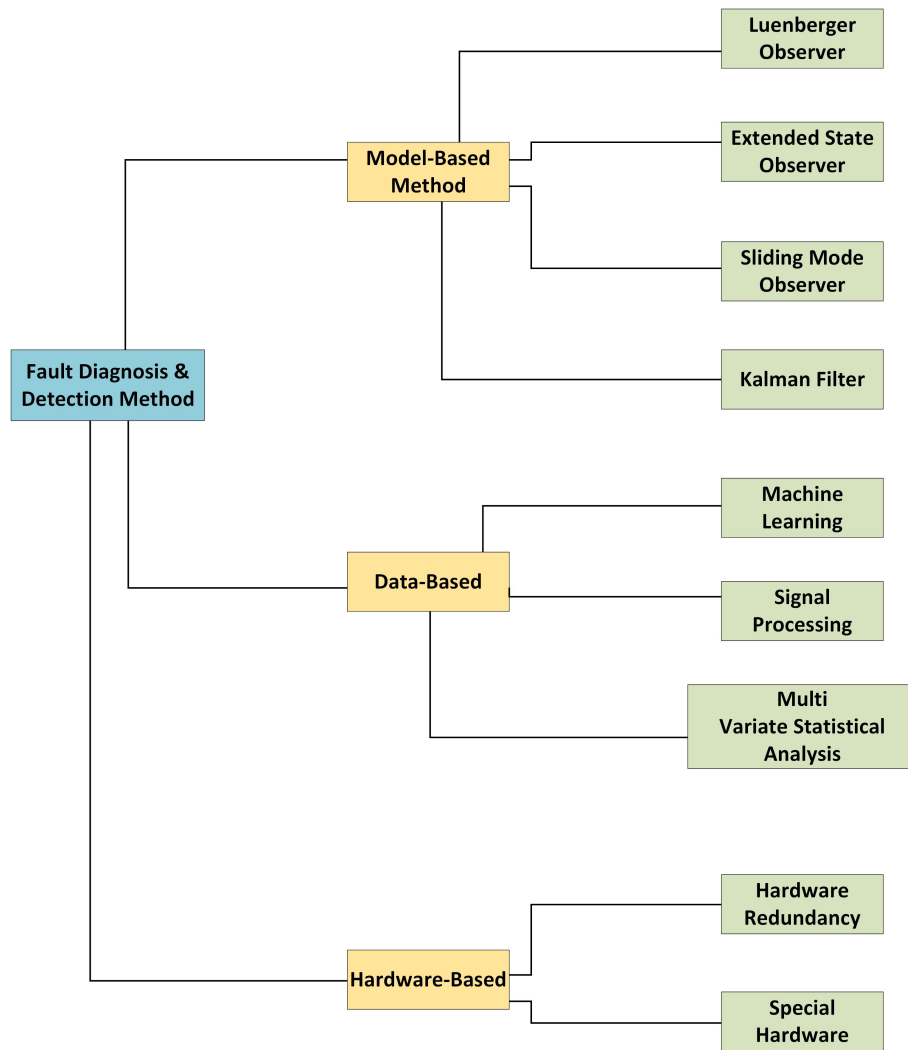 Luenberger
Observer
Model-Based
Method
Extended State
Observer
Sliding Mode
Observer
Fault Diagnosis &
Detection Method
Kalman Filter
Machine
Learning
Data-Based
Signal
Processing
Multi
Variate Statistical
Analysis
Hardware
Redundancy
Hardware-Based
Special
Hardware